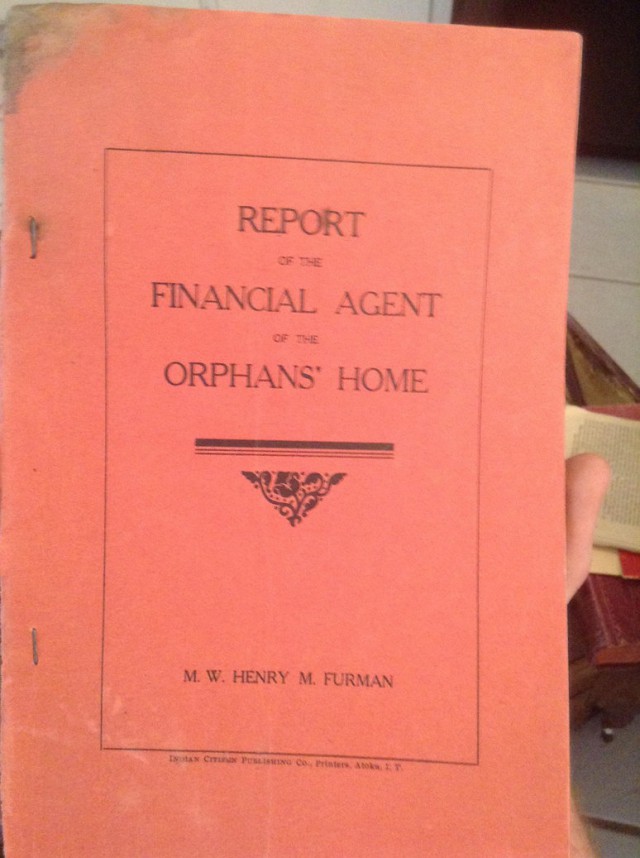 REPORT
OF THE
FINANCIAL AGENT
OF THE
ORPHANS' HOME
M. W. HENRY M. FURMAN
INDIAN CITIZEN PUBLISHING CO., Printers, Atoka, I. T.